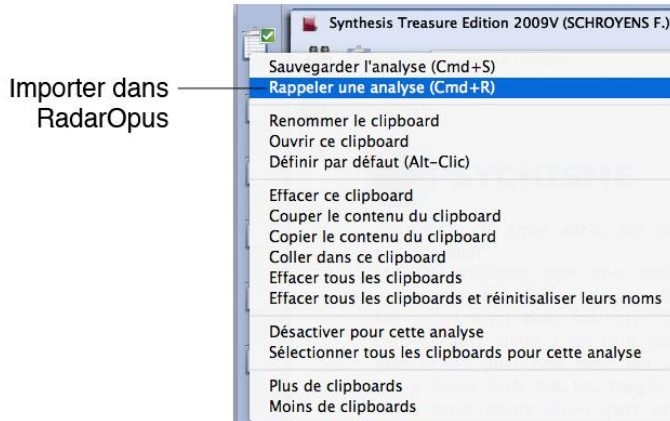 Synthesis Treasure Edition 2009V (SCHROYENS F.)
Sauvegarder l'analyse (Cmd+S)
Importer dans
RadarOpus
Rappeler une analyse (Cmd+R)
Renommer le clipboard
Ouvrir ce clipboard
Définir par défaut (Alt-Clic)
Effacer ce clipboard
Couper le contenu du clipboard
Copier le contenu du clipboard
Coller dans ce clipboard
Effacer tous les clipboards
Effacer tous les clipboards et réinitisaliser leurs noms
Désactiver pour cette analyse
Sélectionner tous les clipboards pour cette analyse
Plus de clipboards
Moins de clipboards